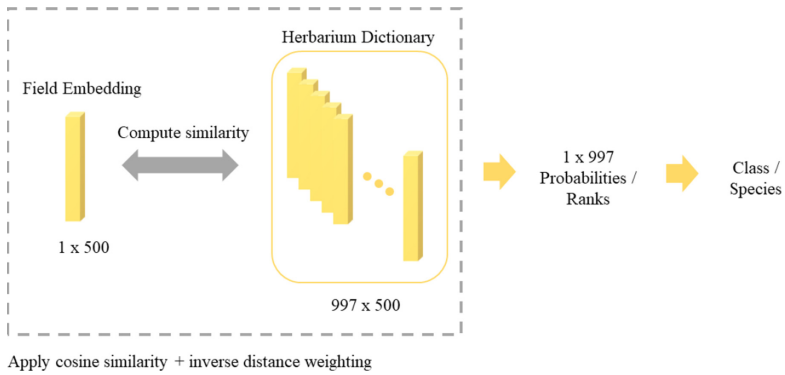 Herbarium Dictionary
Field Embedding
Compute similarity
1 x 500
997 x 500
1 x 997
Probabilities /
Ranks
Class /
Species
Apply cosine similarity + inverse distance weighting